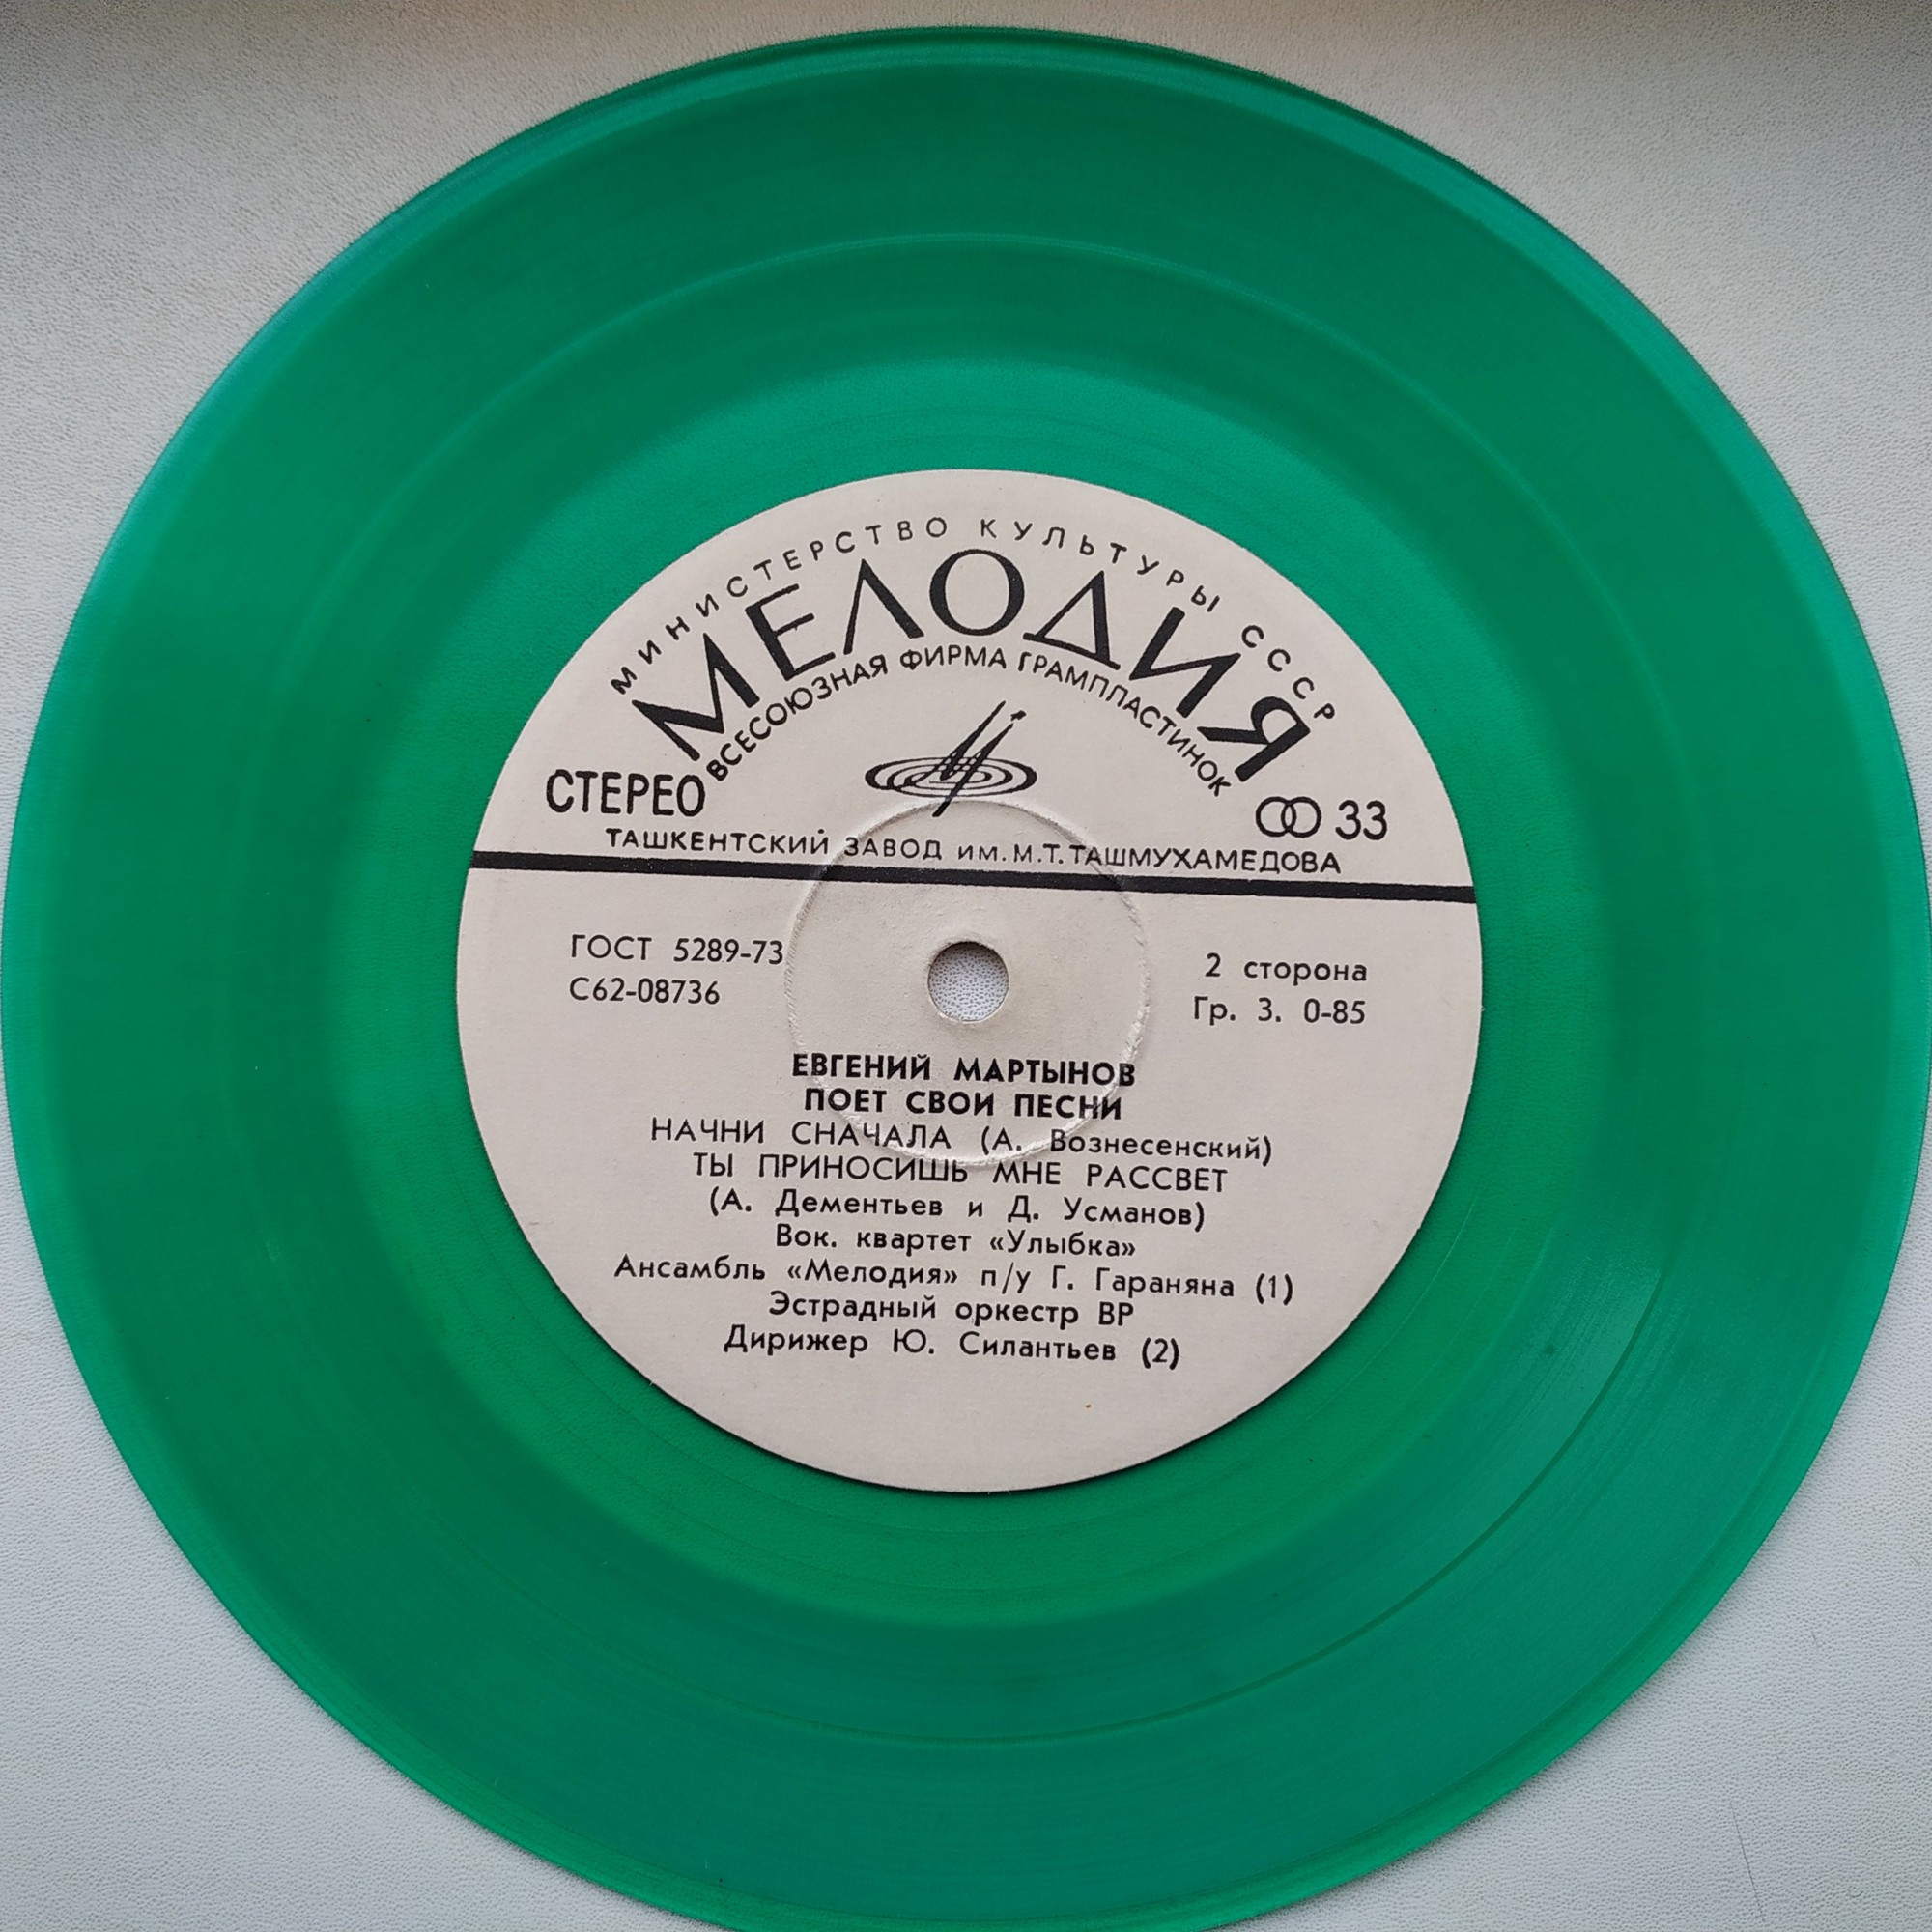 МИНИСТЕРСТВО КУЛЬТУРЫ СССР
МЕЛОДИЯ
ВСЕСОЮЗНАЯ ФИРМА ГРАМПЛАСТИНОК
СТЕРЕО
33
ТАШКЕНТСКИЙ ЗАВОД им. М.Т. ТАШМУХАМЕДОВА
ГОСТ 5289-73
С62-08736
2 сторона
Гр. 3. 0-85
ЕВГЕНИЙ МАРТЫНОВ
ПОЕТ СВОИ ПЕСНИ
НАЧНИ СНАЧАЛА (А. Вознесенский)
ТЫ ПРИНОСИШЬ МНЕ РАССВЕТ
(А. Дементьев и Д. Усманов)
Вок. квартет «Улыбка»
Ансамбль «Мелодия» п/у Г. Гараняна (1)
Эстрадный оркестр ВР
Дирижер Ю. Силантьев (2)